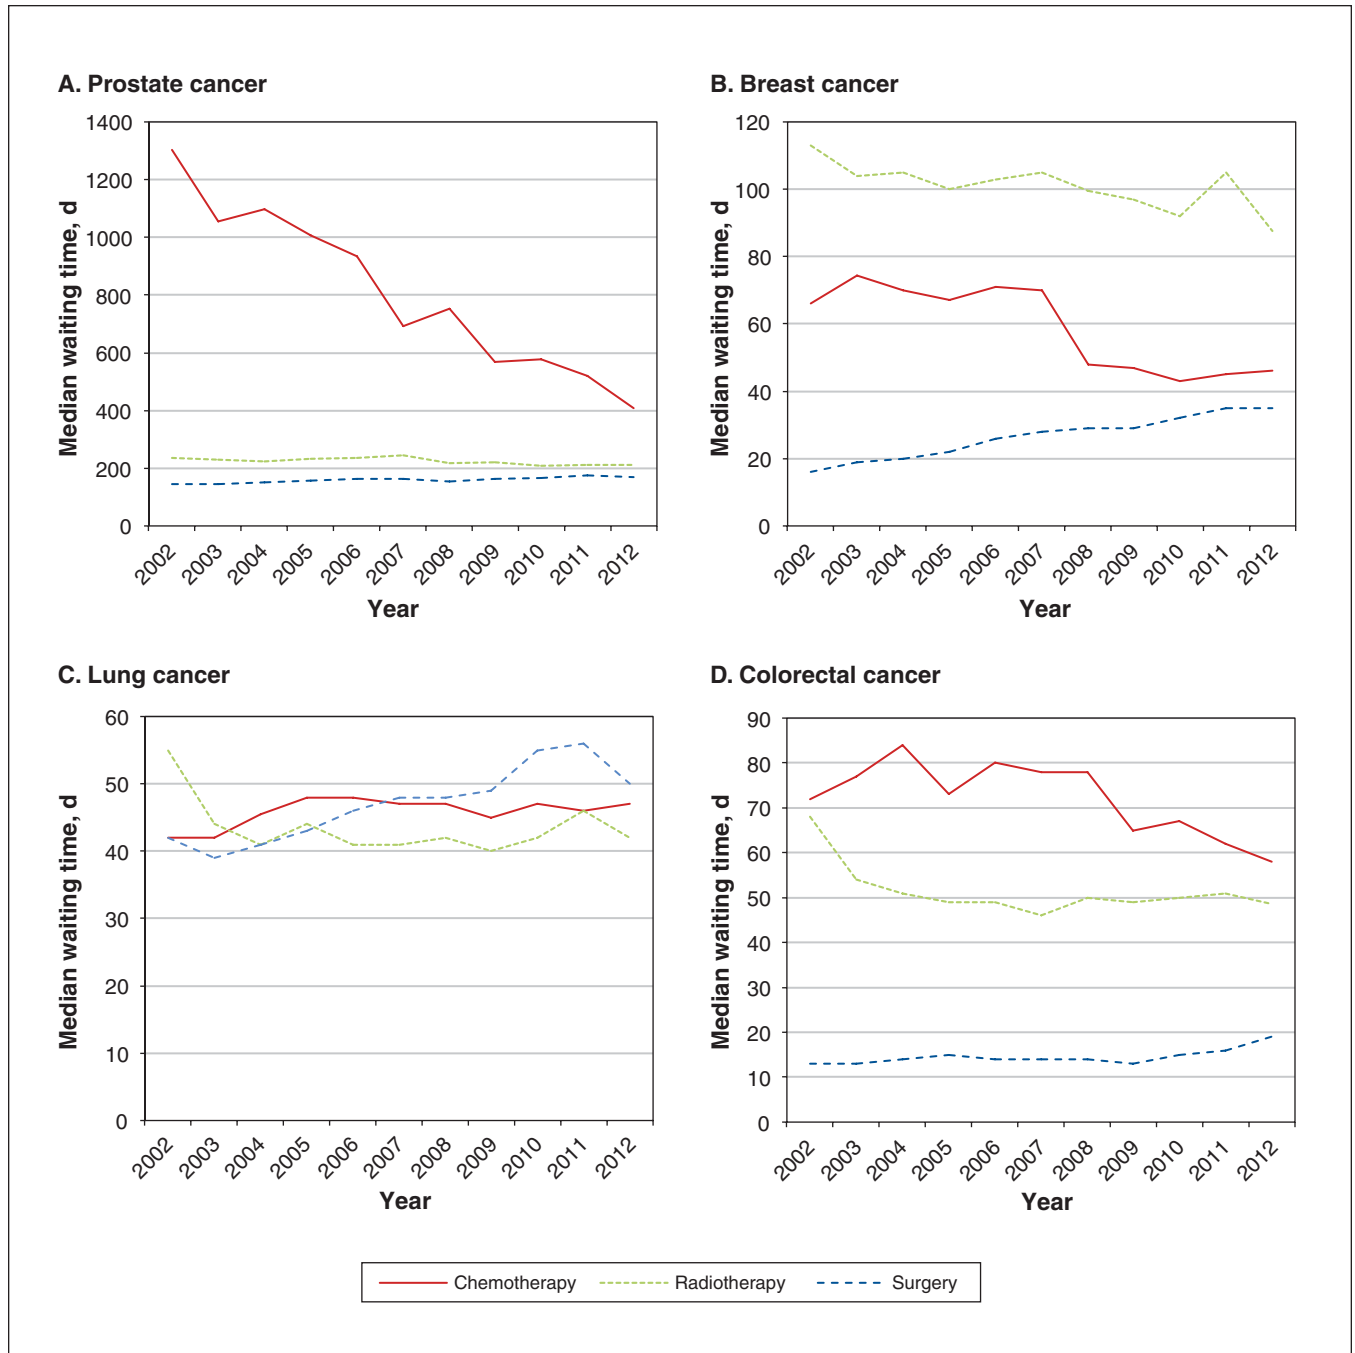 A. Prostate cancer
1400
1200
1000
800
600
400
200
0
Median waiting time, d
2002 2003 2004 2005 2006 2007 2008 2009 2010 2011 2012
Year
B. Breast cancer
120
100
80
60
40
20
0
Median waiting time, d
2002 2003 2004 2005 2006 2007 2008 2009 2010 2011 2012
Year
C. Lung cancer
60
50
40
30
20
10
0
Median waiting time, d
2002 2003 2004 2005 2006 2007 2008 2009 2010 2011 2012
Year
D. Colorectal cancer
90
80
70
60
50
40
30
20
10
0
Median waiting time, d
2002 2003 2004 2005 2006 2007 2008 2009 2010 2011 2012
Year
Chemotherapy Radiotherapy Surgery